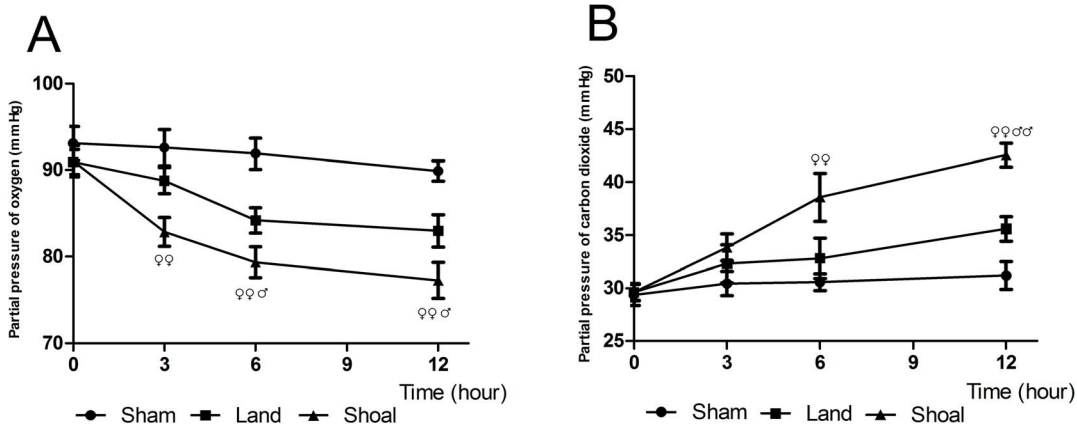 A
Partial pressure of oxygen (mmHg)
100
90
80
70
♀♀
♀♀♂
♀♀♂
0 3 6 9 12
Time (hour)
Sham Land Shoal
B
Partial pressure of carbon dioxide (mmHg)
50
45
40
35
30
25
♀♀
♀♀♂♂
0 3 6 9 12
Time (hour)
Sham Land Shoal